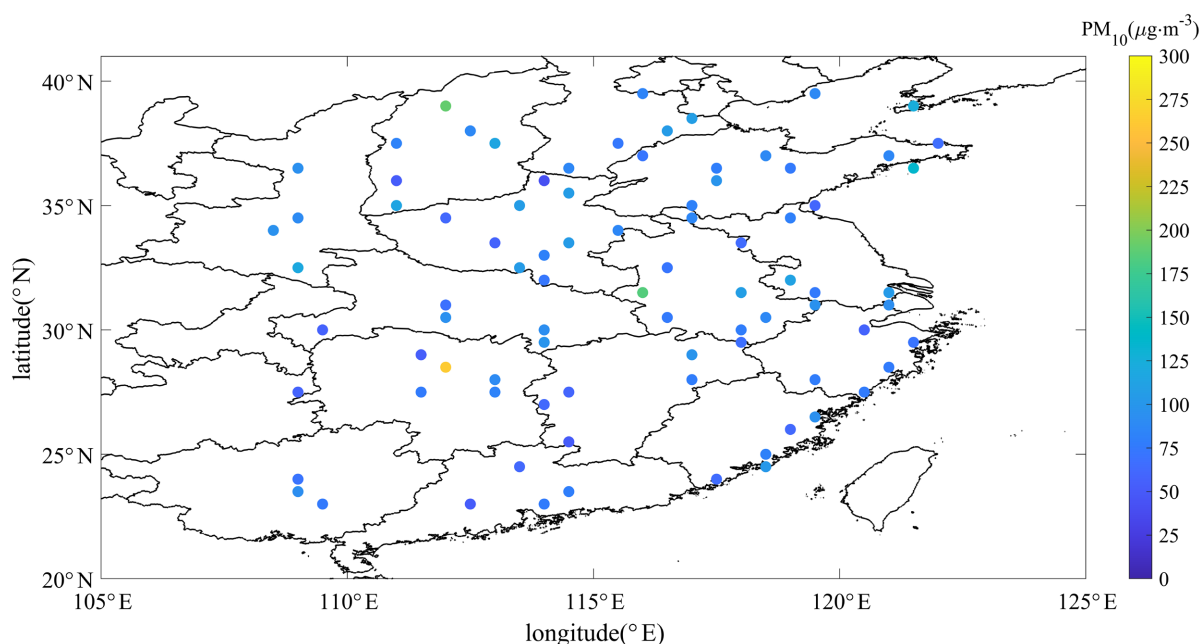 PM10(μg·m-3)
300
275
250
225
200
175
150
125
100
75
50
25
0
40° N
35° N
30° N
25° N
20° N
latitude(° N)
105° E
110° E
115° E
120° E
125° E
longitude(° E)